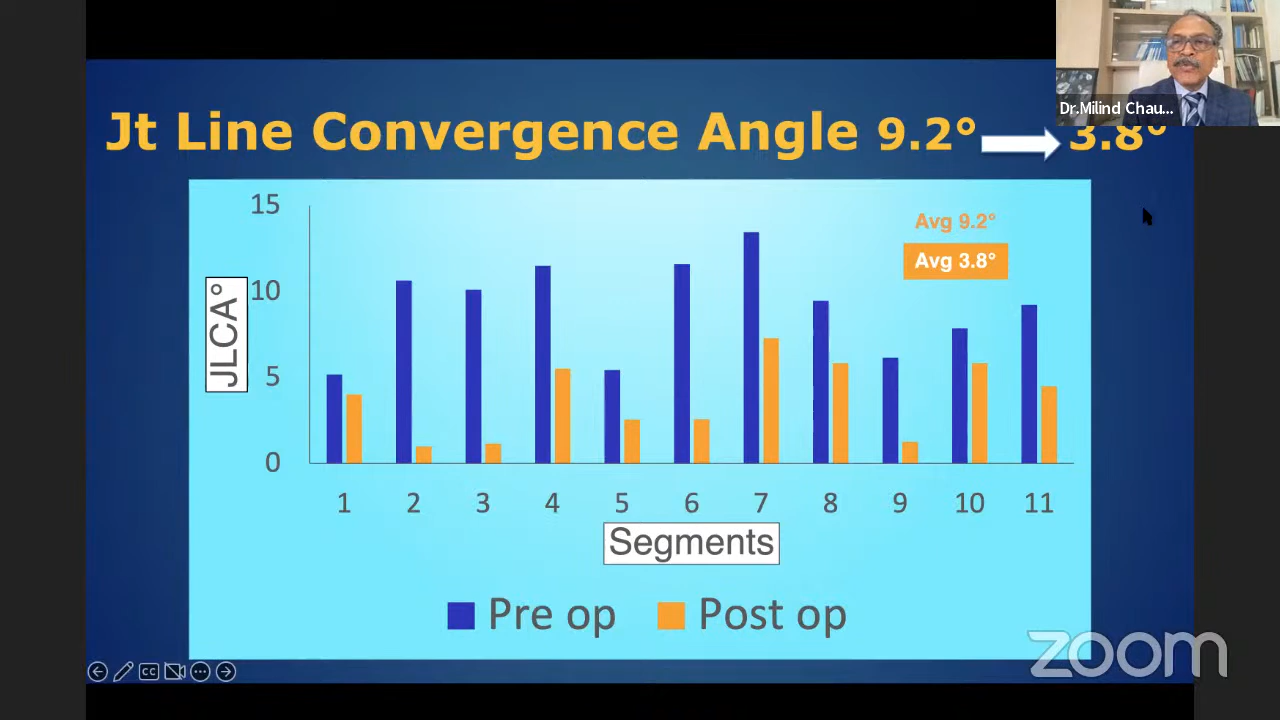 Dr.Milind Chau...
Jt Line Convergence Angle 9.2° 3.8°
15
Avg 9.2°
Avg 3.8°
10
JLCA°
5
0
1 2 3 4 5 6 7 8 9 10 11
Segments
Pre op Post op
zoom
CC